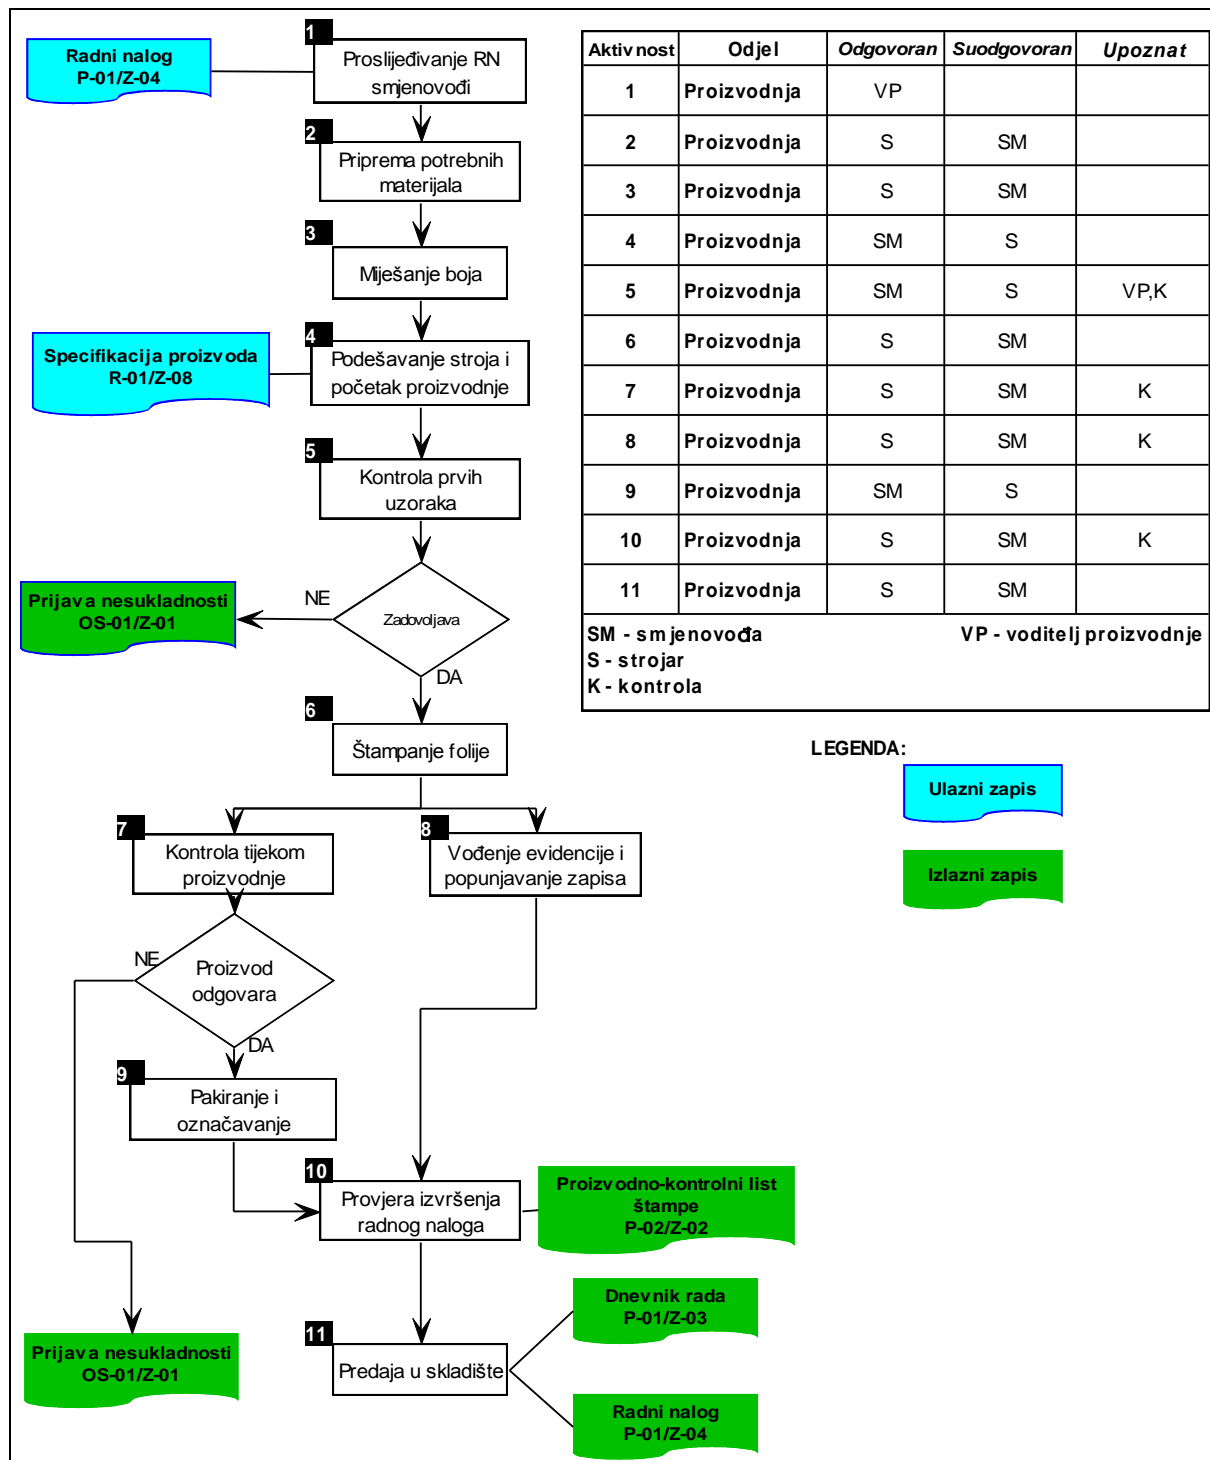 1
Radni nalog
P-01/Z-04
Proslijeđivanje RN
smjenovođi
2
Priprema potrebnih
materijala
3
Miješanje boja
4
Specifikacija proizvoda
R-01/Z-08
Podešavanje stroja i
početak proizvodnje
5
Kontrola prvih
uzoraka
Prijava nesukladnosti
OS-01/Z-01
NE
Zadovoljava
DA
6
Štampanje folije
7
Kontrola tijekom
proizvodnje
8
Vođenje evidencije i
popunjavanje zapisa
NE
Proizvod
odgovara
DA
9
Pakiranje i
označavanje
10
Provjera izvršenja
radnog naloga
Proizvodno-kontrolni list
štampe
P-02/Z-02
Dnevnik rada
P-01/Z-03
11
Predaja u skladište
Prijava nesukladnosti
OS-01/Z-01
Radni nalog
P-01/Z-04
Aktivnost Odjel Odgovoran Suodgovoran Upoznat
1 Proizvodnja VP
2 Proizvodnja S SM
3 Proizvodnja S SM
4 Proizvodnja SM S
5 Proizvodnja SM S VP,K
6 Proizvodnja S SM
7 Proizvodnja S SM K
8 Proizvodnja S SM K
9 Proizvodnja SM S
10 Proizvodnja S SM K
11 Proizvodnja S SM
SM - smjenovođa VP - voditelj proizvodnje
S - strojar
K - kontrola
LEGENDA:
Ulazni zapis
Izlazni zapis